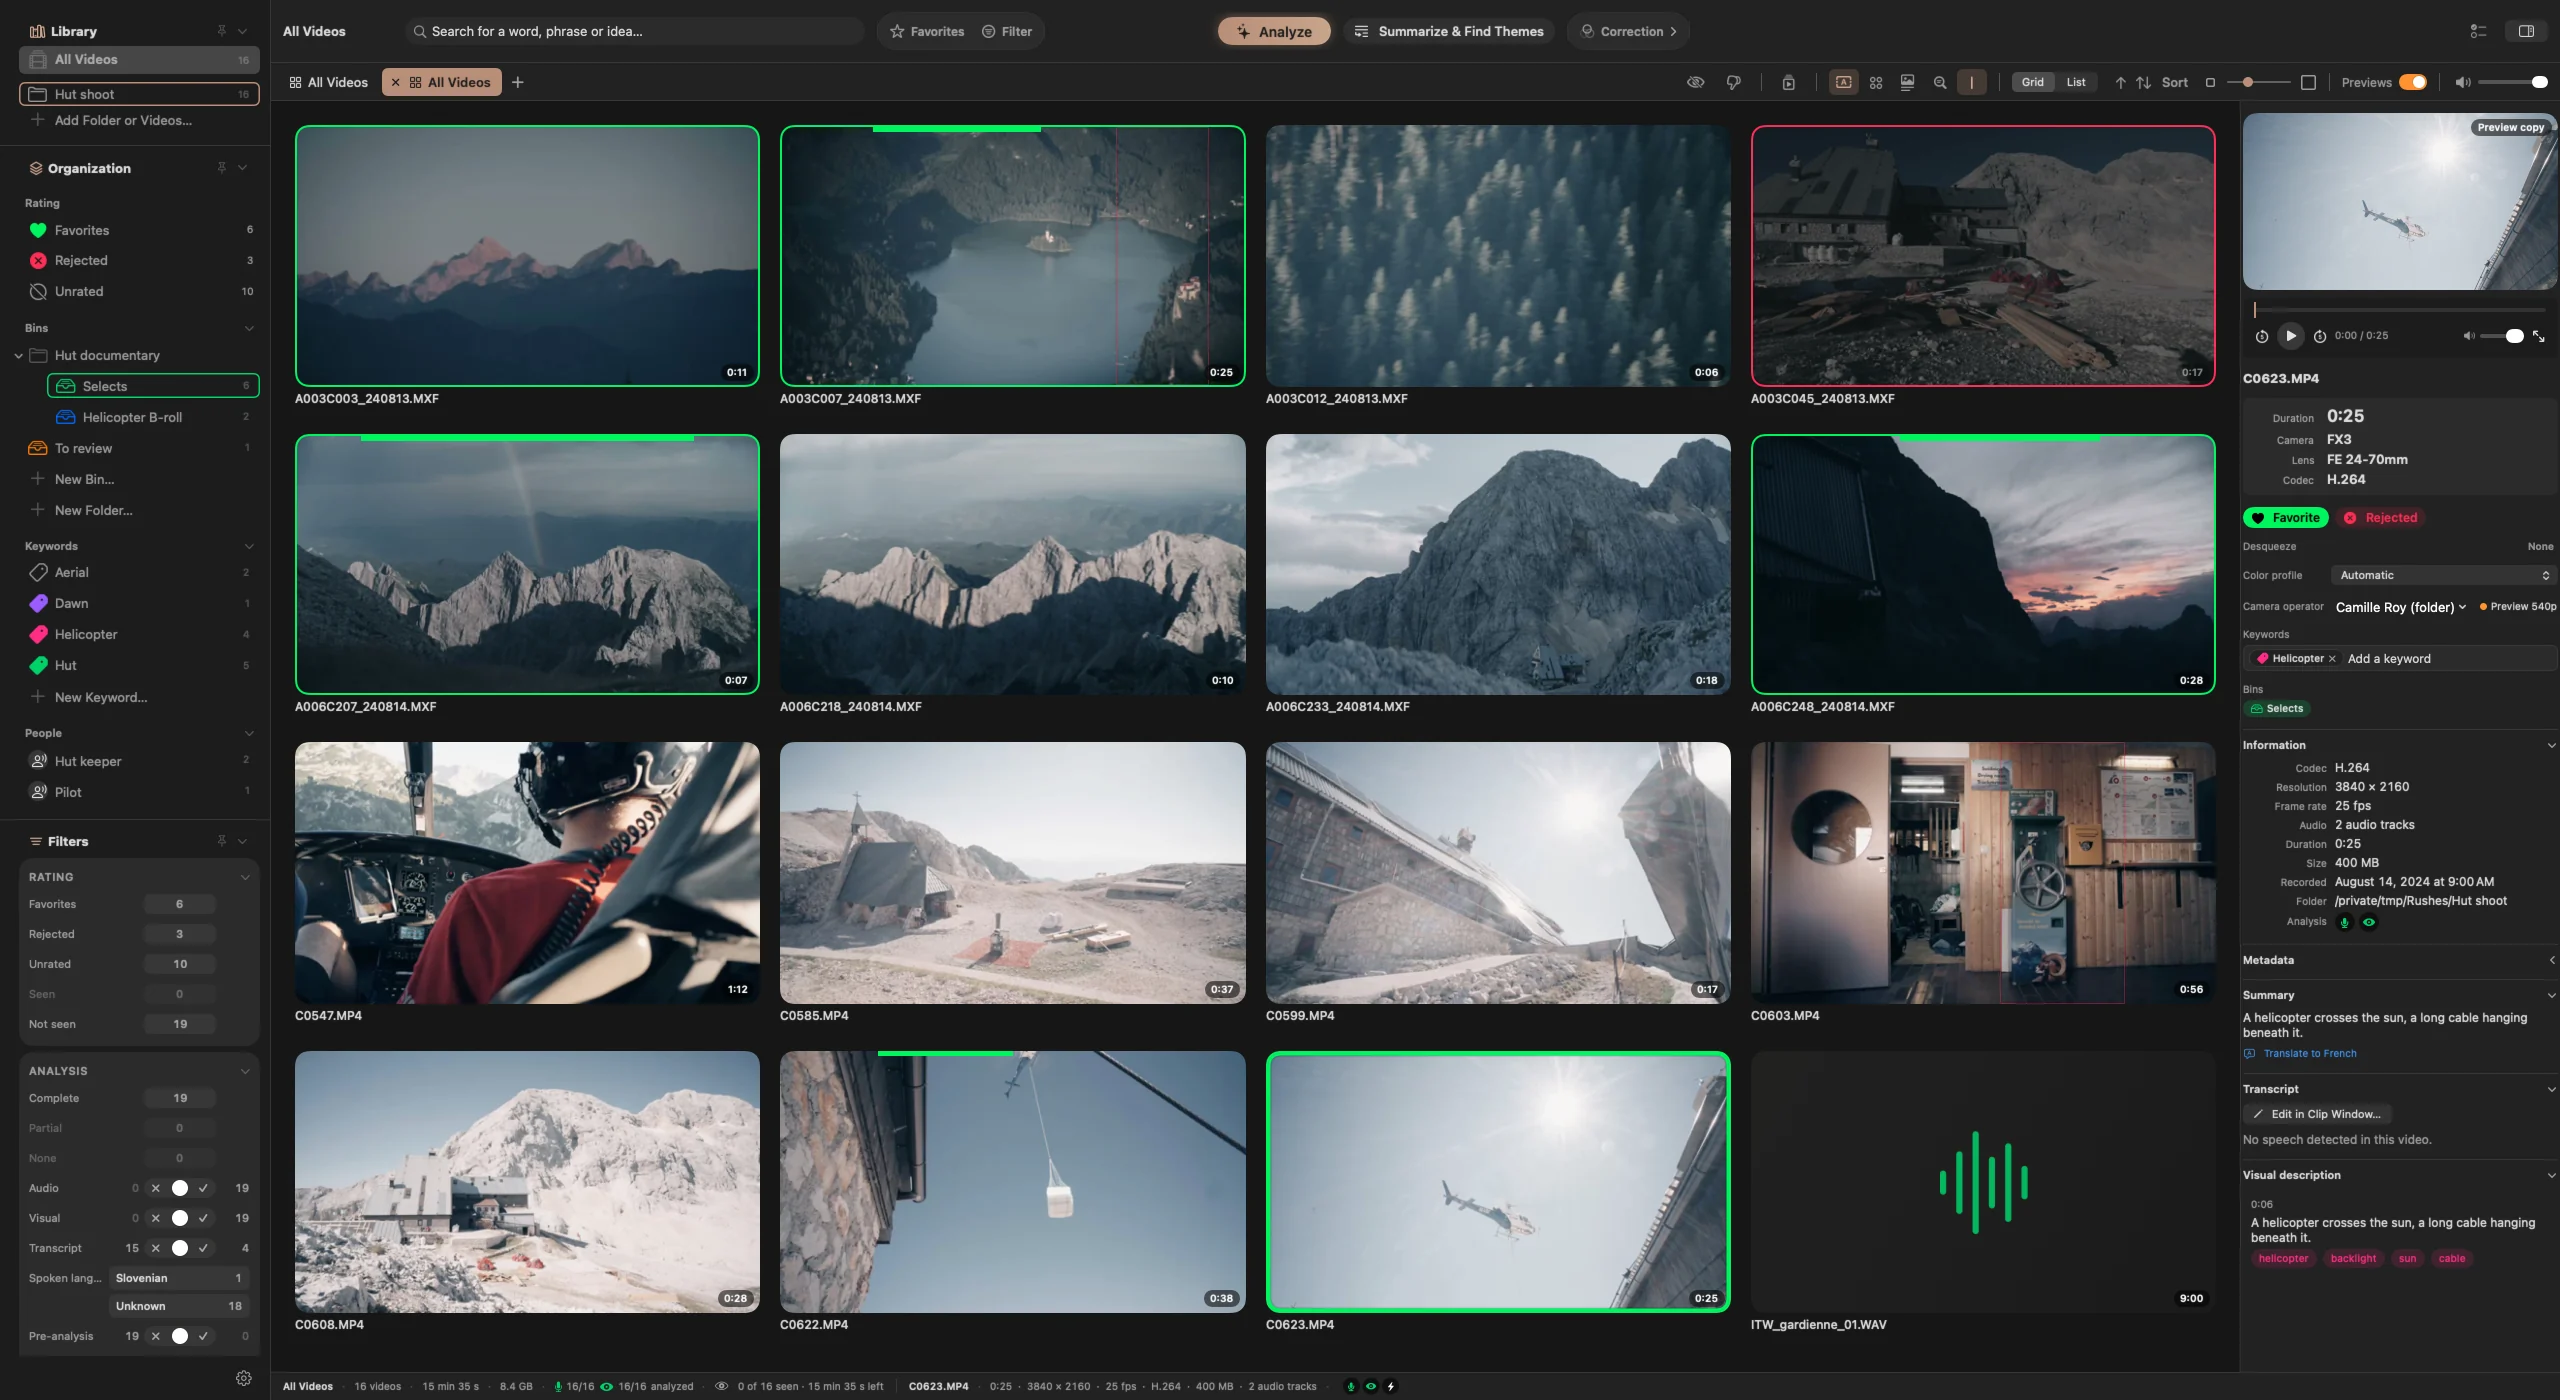 Library
All Videos 16
Hut shoot 16
Add Folder or Videos...
Organization
Rating
Favorites 6
Rejected 3
Unrated 10
Bins
Hut documentary
Selects 6
Helicopter B-roll 2
To review 1
New Bin...
New Folder...
Keywords
Aerial 2
Dawn 1
Helicopter 4
Hut 5
New Keyword...
People
Hut keeper 2
Pilot 1
Filters
RATING
Favorites 6
Rejected 3
Unrated 10
Seen 0
Not seen 19
ANALYSIS
Complete 19
Partial 0
None 0
Audio 0 19
Visual 0 19
Transcript 15 4
Spoken lang... Slovenian 1
Unknown 18
Pre-analysis 19 0
All Videos
Search for a word, phrase or idea...
Favorites Filter
Analyze
Summarize & Find Themes
Correction
All Videos
All Videos
Grid List
Sort
Previews
0:11
A003C003_240813.MXF
0:25
A003C007_240813.MXF
0:06
A003C012_240813.MXF
0:17
A003C045_240813.MXF
0:07
A006C207_240814.MXF
0:10
A006C218_240814.MXF
0:18
A006C233_240814.MXF
0:28
A006C248_240814.MXF
1:12
C0547.MP4
0:37
C0585.MP4
0:17
C0599.MP4
0:56
C0603.MP4
0:28
C0608.MP4
0:38
C0622.MP4
0:25
C0623.MP4
9:00
ITW_gardienne_01.WAV
Preview copy
0:00 / 0:25
C0623.MP4
Duration 0:25
Camera FX3
Lens FE 24-70mm
Codec H.264
Favorite Rejected
Desqueeze None
Color profile Automatic
Camera operator Camille Roy (folder) Preview 540p
Keywords
Helicopter Add a keyword
Bins
Selects
Information
Codec H.264
Resolution 3840 × 2160
Frame rate 25 fps
Audio 2 audio tracks
Duration 0:25
Size 400 MB
Recorded August 14, 2024 at 9:00 AM
Folder /private/tmp/Rushes/Hut shoot
Analysis
Metadata
Summary
A helicopter crosses the sun, a long cable hanging
beneath it.
Translate to French
Transcript
Edit in Clip Window...
No speech detected in this video.
Visual description
0:06
A helicopter crosses the sun, a long cable hanging
beneath it.
helicopter backlight sun cable
All Videos · 16 videos · 15 min 35 s · 8.4 GB · 16/16 16/16 analyzed · 0 of 16 seen · 15 min 35 s left
C0623.MP4 · 0:25 · 3840 × 2160 · 25 fps · H.264 · 400 MB · 2 audio tracks ·